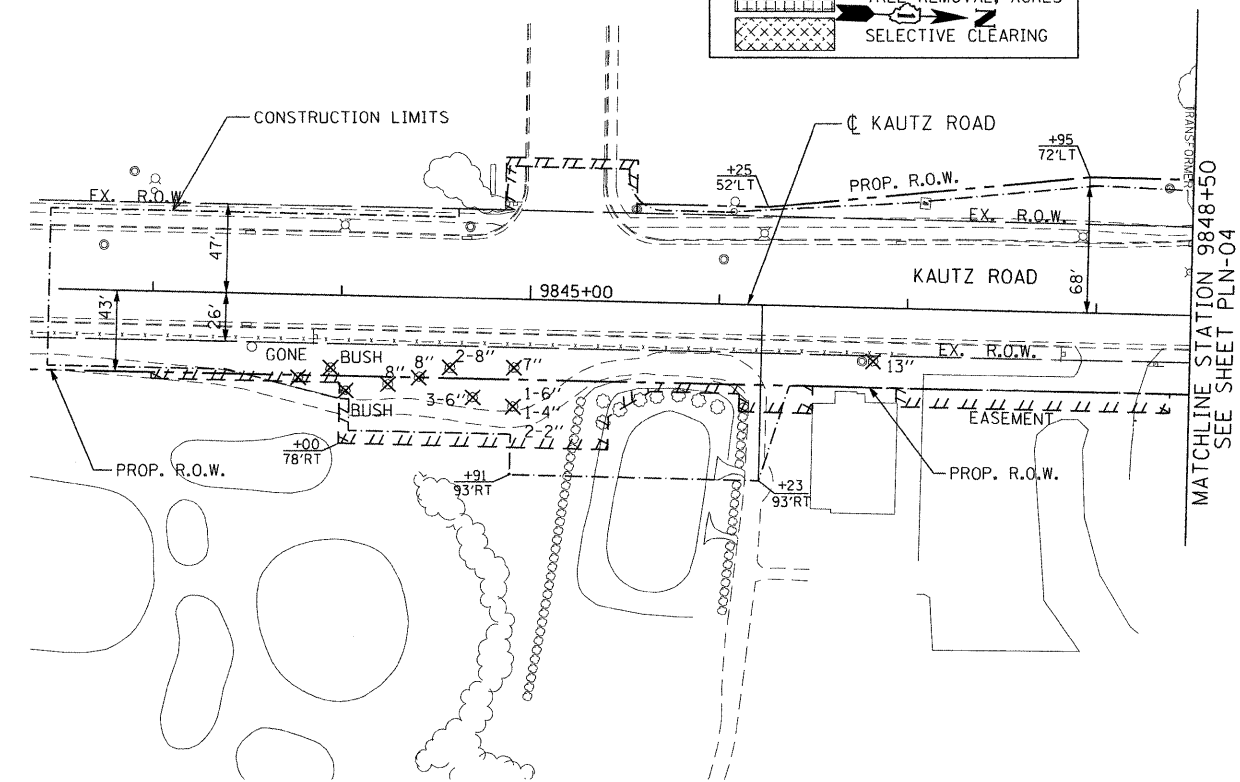 TREE REMOVAL, ACRES
N
SELECTIVE CLEARING
CONSTRUCTION LIMITS
℄ KAUTZ ROAD
+95
72'LT
+25
52'LT
PROP. R.O.W.
TRANSFORMER
EX. R.O.W.
EX. R.O.W.
47'
KAUTZ ROAD
68'
9845+00
43'
26'
GONE
BUSH
8"
8"
2-8"
7"
EX. R.O.W.
13"
BUSH
3-6"
1-6"
1-4"
2-2"
EASEMENT
+00
78'RT
PROP. R.O.W.
+91
93'RT
+23
93'RT
PROP. R.O.W.
MATCHLINE STATION 9848+50
SEE SHEET PLN-04